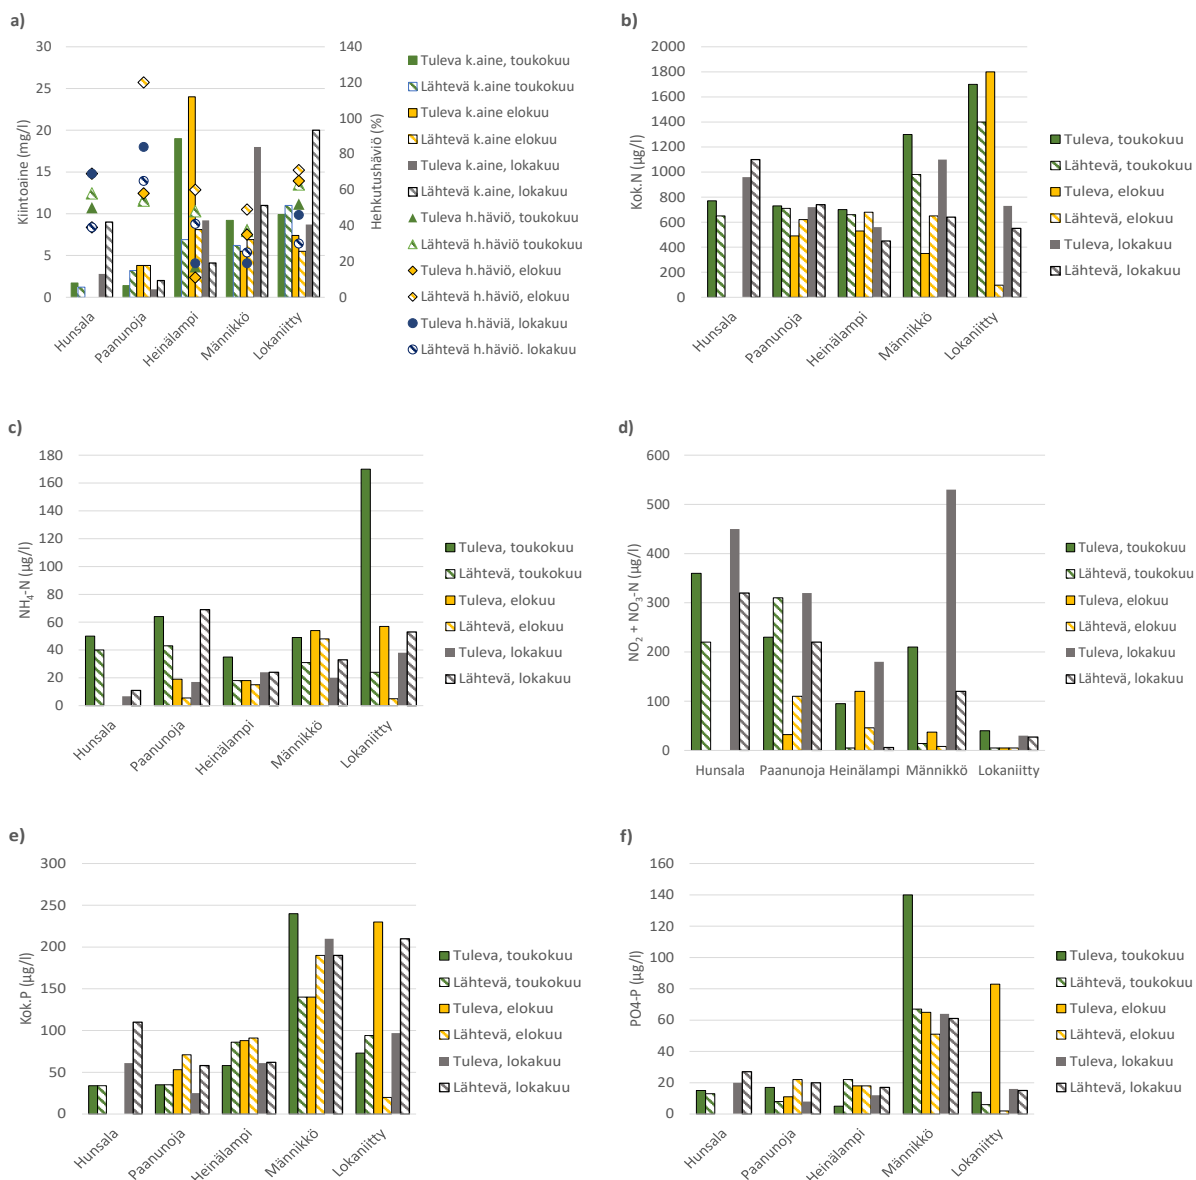 a)
Kiintoaine (mg/l)
30
25
20
15
10
5
0
140
120
100
80
60
40
20
0
Hehkutushäviö (%)
Hunsala
Paanunoja
Heinälampi
Männikkö
Lokaniitty
Tuleva k.aine, toukokuu
Lähtevä k.aine toukokuu
Tuleva k.aine elokuu
Lähtevä k.aine elokuu
Tuleva k.aine, lokakuu
Lähtevä k.aine, lokakuu
Tuleva h.häviö, toukokuu
Lähtevä h.häviö toukokuu
Tuleva h.häviö, elokuu
Lähtevä h.häviö, elokuu
Tuleva h.häviä, lokakuu
Lähtevä h.häviö. lokakuu
b)
Kok.N (µg/l)
2000
1800
1600
1400
1200
1000
800
600
400
200
0
Hunsala
Paanunoja
Heinälampi
Männikkö
Lokaniitty
Tuleva, toukokuu
Lähtevä, toukokuu
Tuleva, elokuu
Lähtevä, elokuu
Tuleva, lokakuu
Lähtevä, lokakuu
c)
NH₄-N (µg/l)
180
160
140
120
100
80
60
40
20
0
Hunsala
Paanunoja
Heinälampi
Männikkö
Lokaniitty
Tuleva, toukokuu
Lähtevä, toukokuu
Tuleva, elokuu
Lähtevä, elokuu
Tuleva, lokakuu
Lähtevä, lokakuu
d)
NO₂ + NO₃-N (µg/l)
600
500
400
300
200
100
0
Hunsala
Paanunoja
Heinälampi
Männikkö
Lokaniitty
Tuleva, toukokuu
Lähtevä, toukokuu
Tuleva, elokuu
Lähtevä, elokuu
Tuleva, lokakuu
Lähtevä, lokakuu
e)
Kok.P (µg/l)
300
250
200
150
100
50
0
Hunsala
Paanunoja
Heinälampi
Männikkö
Lokaniitty
Tuleva, toukokuu
Lähtevä, toukokuu
Tuleva, elokuu
Lähtevä, elokuu
Tuleva, lokakuu
Lähtevä, lokakuu
f)
PO4-P (µg/l)
160
140
120
100
80
60
40
20
0
Hunsala
Paanunoja
Heinälampi
Männikkö
Lokaniitty
Tuleva, toukokuu
Lähtevä, toukokuu
Tuleva, elokuu
Lähtevä, elokuu
Tuleva, lokakuu
Lähtevä, lokakuu